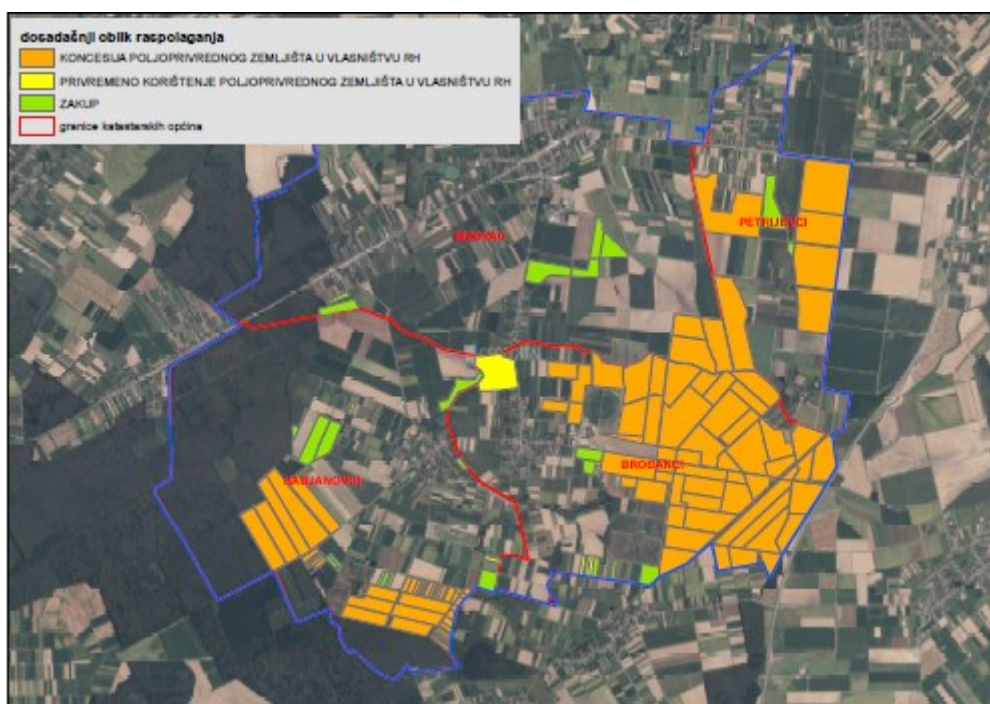 dosadašnji oblik raspolaganja
KONCESIJA POLJOPRIVREDNOG ZEMLJIŠTA U VLASNIŠTVU RH
PRIVREMENO KORIŠTENJE POLJOPRIVREDNOG ZEMLJIŠTA U VLASNIŠTVU RH
ZAKUP
granice katastarskih općina
PETRIJEVCI
BROĐANCI